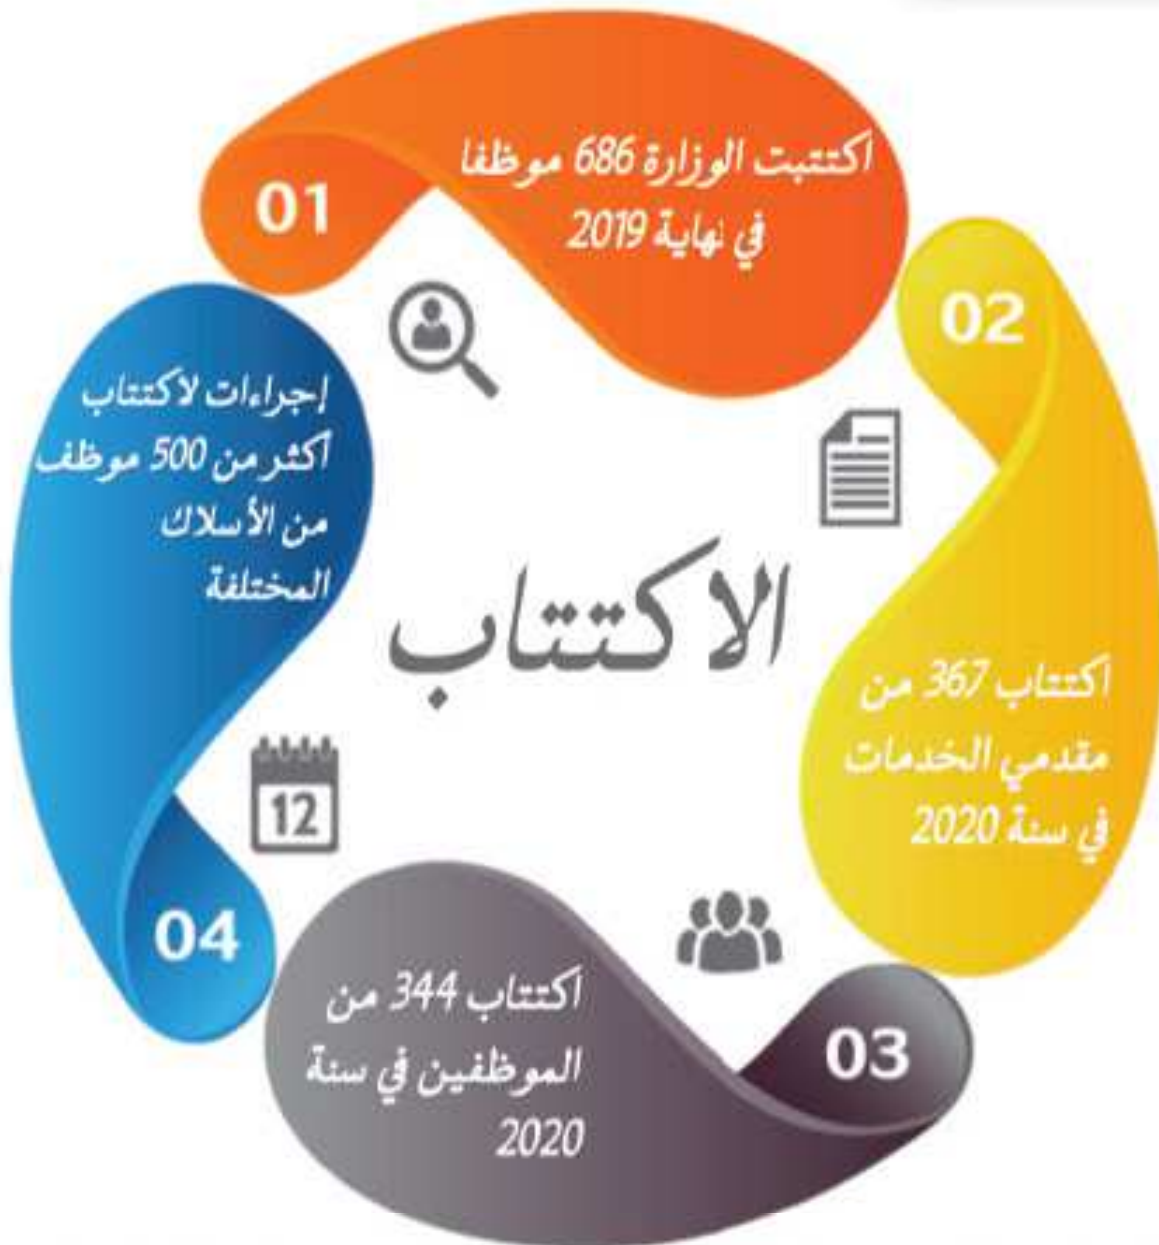 01
اكتتبت الوزارة 686 موظفا
في نهاية 2019
02
اكتتاب 367 من
مقدمي الخدمات
في سنة 2020
03
اكتتاب 344 من
الموظفين في سنة
2020
04
إجراءات لاكتتاب
أكثر من 500 موظف
من الأسلاك
المختلفة
الاكتتاب
12